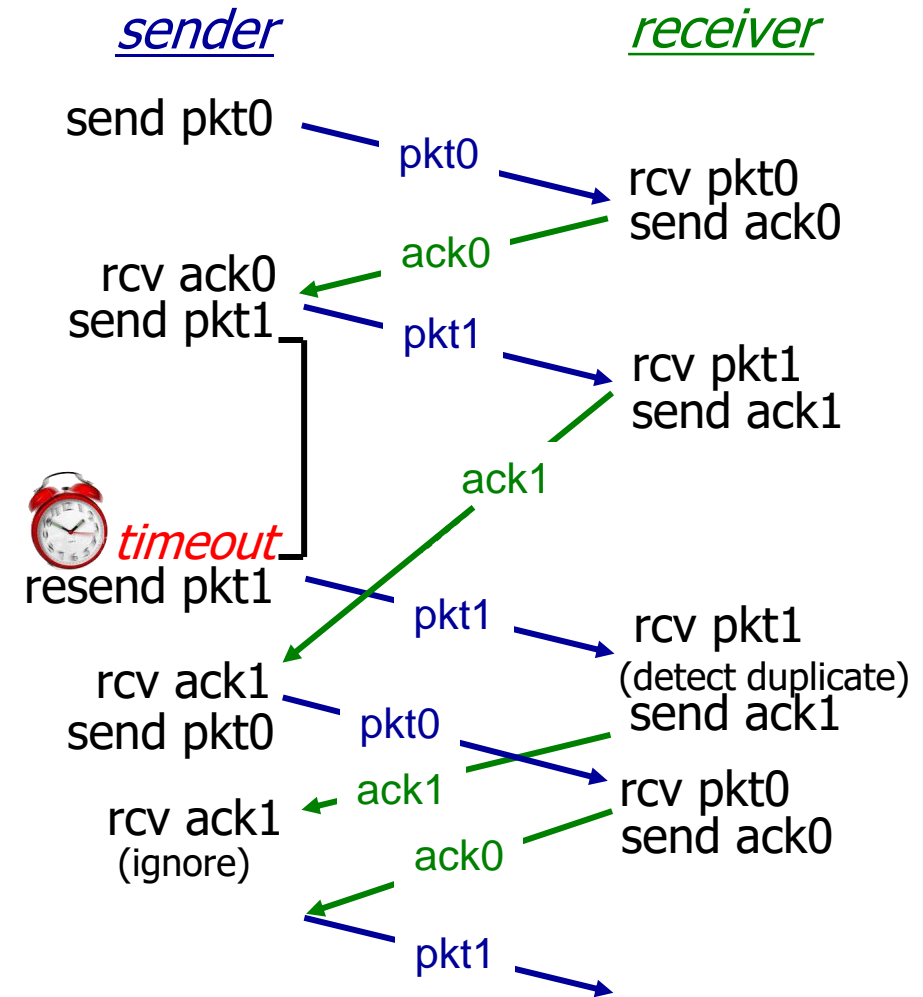 sender
receiver
send pkt0
pkt0
rcv pkt0
send ack0
ack0
rcv ack0
send pkt1
pkt1
rcv pkt1
send ack1
ack1
timeout
resend pkt1
pkt1
rcv pkt1
(detect duplicate)
send ack1
rcv ack1
send pkt0
pkt0
ack1
rcv pkt0
send ack0
rcv ack1
(ignore)
ack0
pkt1